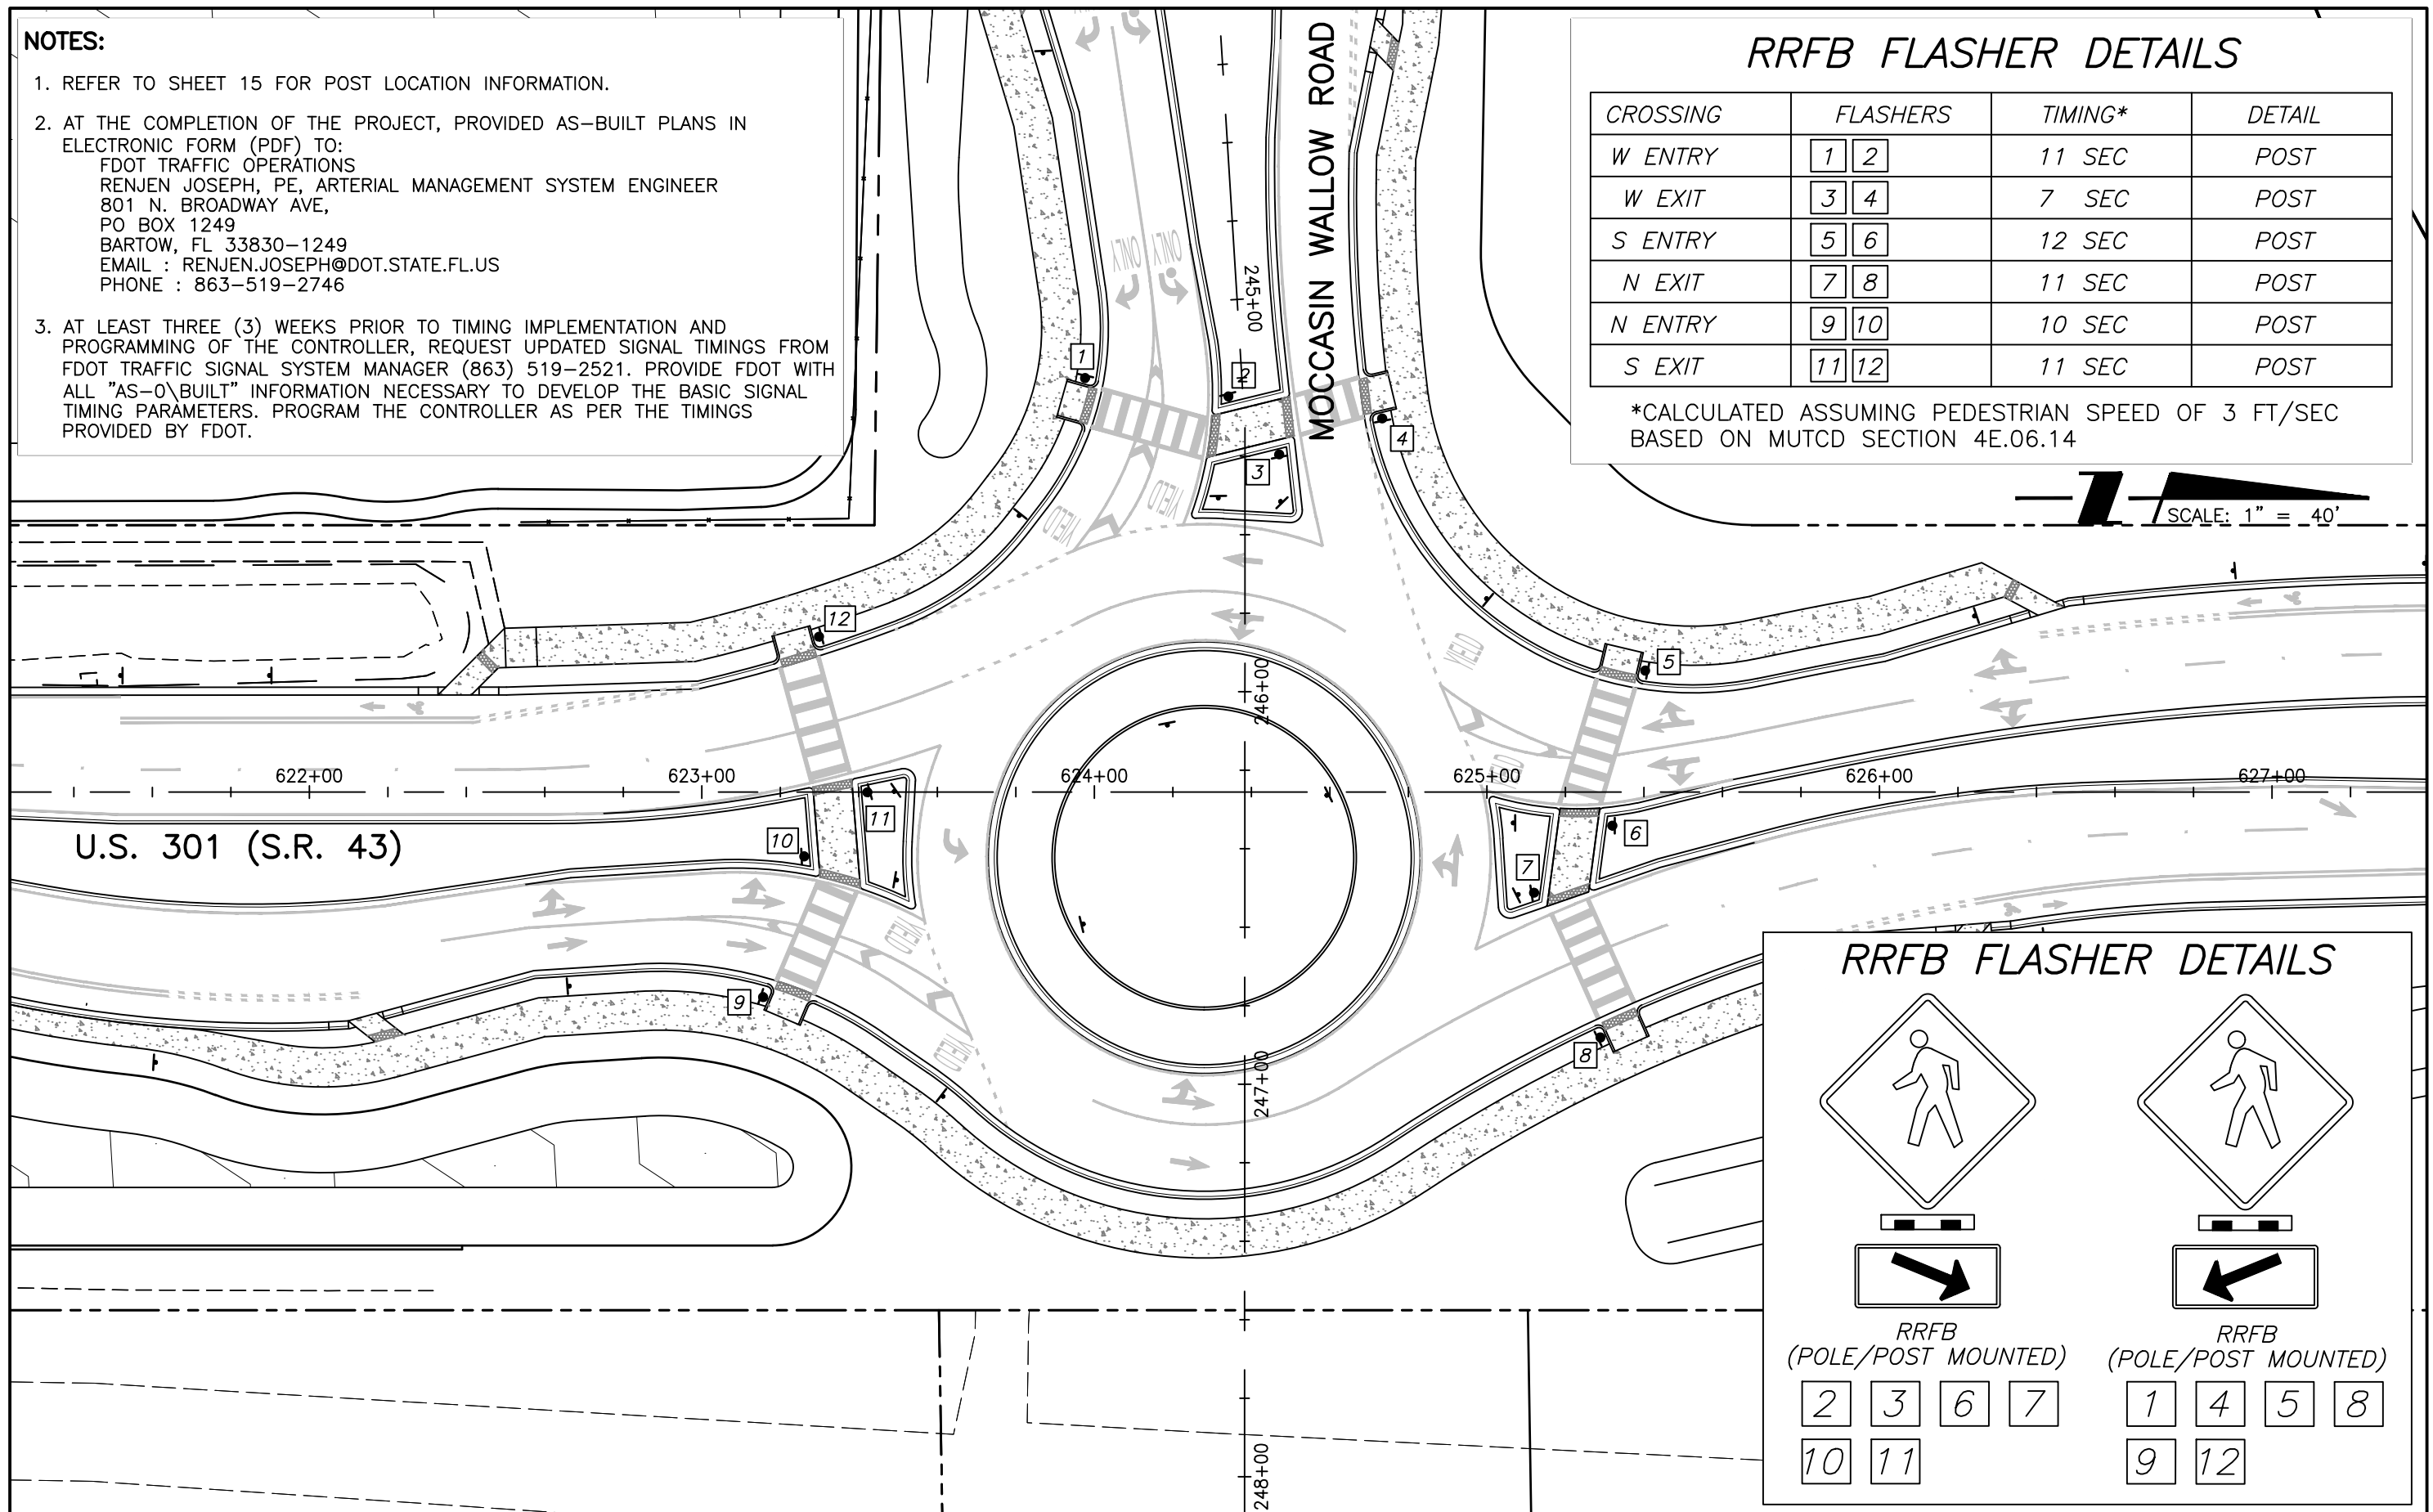 NOTES:
1. REFER TO SHEET 15 FOR POST LOCATION INFORMATION.
2. AT THE COMPLETION OF THE PROJECT, PROVIDED AS-BUILT PLANS IN
ELECTRONIC FORM (PDF) TO:
FDOT TRAFFIC OPERATIONS
RENJEN JOSEPH, PE, ARTERIAL MANAGEMENT SYSTEM ENGINEER
801 N. BROADWAY AVE,
PO BOX 1249
BARTOW, FL 33830-1249
EMAIL : RENJEN.JOSEPH@DOT.STATE.FL.US
PHONE : 863-519-2746
3. AT LEAST THREE (3) WEEKS PRIOR TO TIMING IMPLEMENTATION AND
PROGRAMMING OF THE CONTROLLER, REQUEST UPDATED SIGNAL TIMINGS FROM
FDOT TRAFFIC SIGNAL SYSTEM MANAGER (863) 519-2521. PROVIDE FDOT WITH
ALL "AS-0\BUILT" INFORMATION NECESSARY TO DEVELOP THE BASIC SIGNAL
TIMING PARAMETERS. PROGRAM THE CONTROLLER AS PER THE TIMINGS
PROVIDED BY FDOT.
MOCCASIN WALLOW ROAD
RRFB FLASHER DETAILS
CROSSING FLASHERS TIMING* DETAIL
W ENTRY 1 2 11 SEC POST
W EXIT 3 4 7 SEC POST
S ENTRY 5 6 12 SEC POST
N EXIT 7 8 11 SEC POST
N ENTRY 9 10 10 SEC POST
S EXIT 11 12 11 SEC POST
*CALCULATED ASSUMING PEDESTRIAN SPEED OF 3 FT/SEC
BASED ON MUTCD SECTION 4E.06.14
SCALE: 1" = 40'
ONLY
ONLY
245+00
1
2
3
4
YIELD
YIELD
12
5
YIELD
246+00
622+00
623+00
624+00
625+00
626+00
627+00
YIELD
U.S. 301 (S.R. 43)
10
11
6
7
YIELD
9
YIELD
8
247+00
248+00
RRFB FLASHER DETAILS
RRFB
(POLE/POST MOUNTED)
2 3 6 7
10 11
RRFB
(POLE/POST MOUNTED)
1 4 5 8
9 12